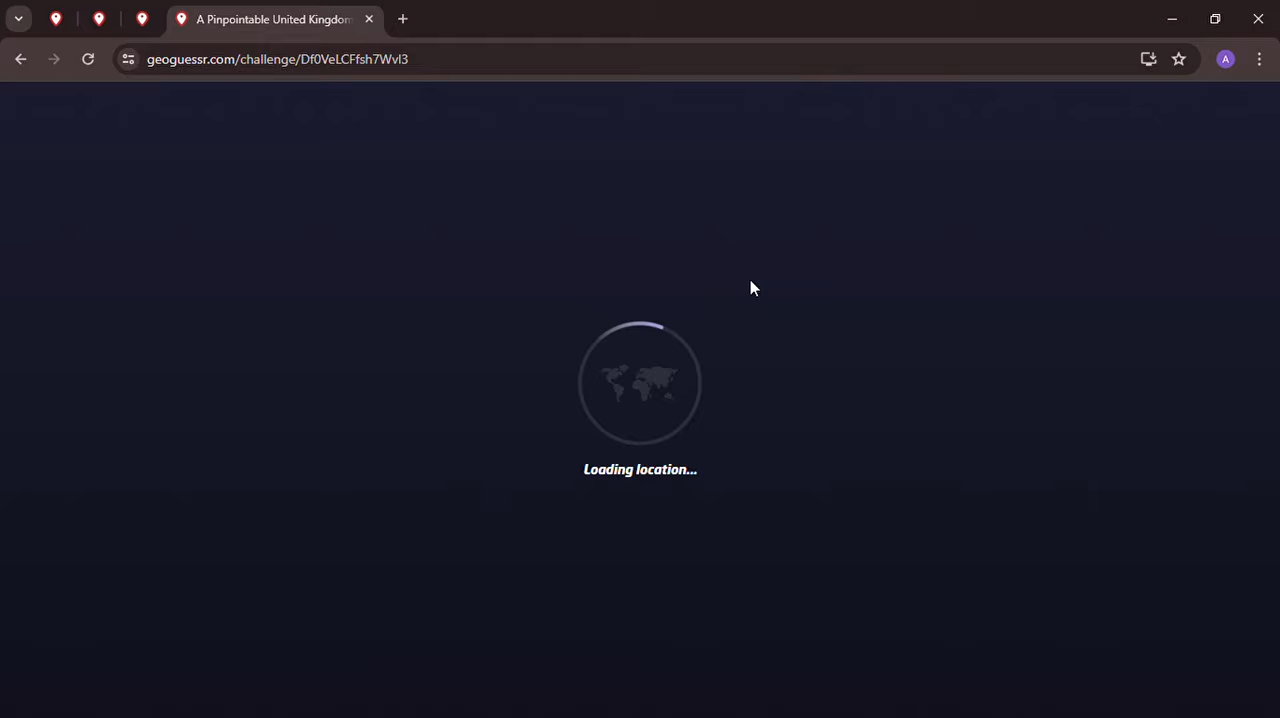 A Pinpointable United Kingdom
geoguessr.com/challenge/Df0VeLCFfsh7Wvl3
A
Loading location...